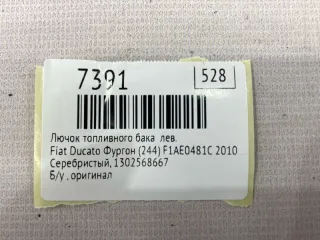 7391
528
Лючок топливного бака лев.
Fiat Ducato Фургон (244) F1AE0481C 2010
Серебристый,1302568667
Б/у , оригинал